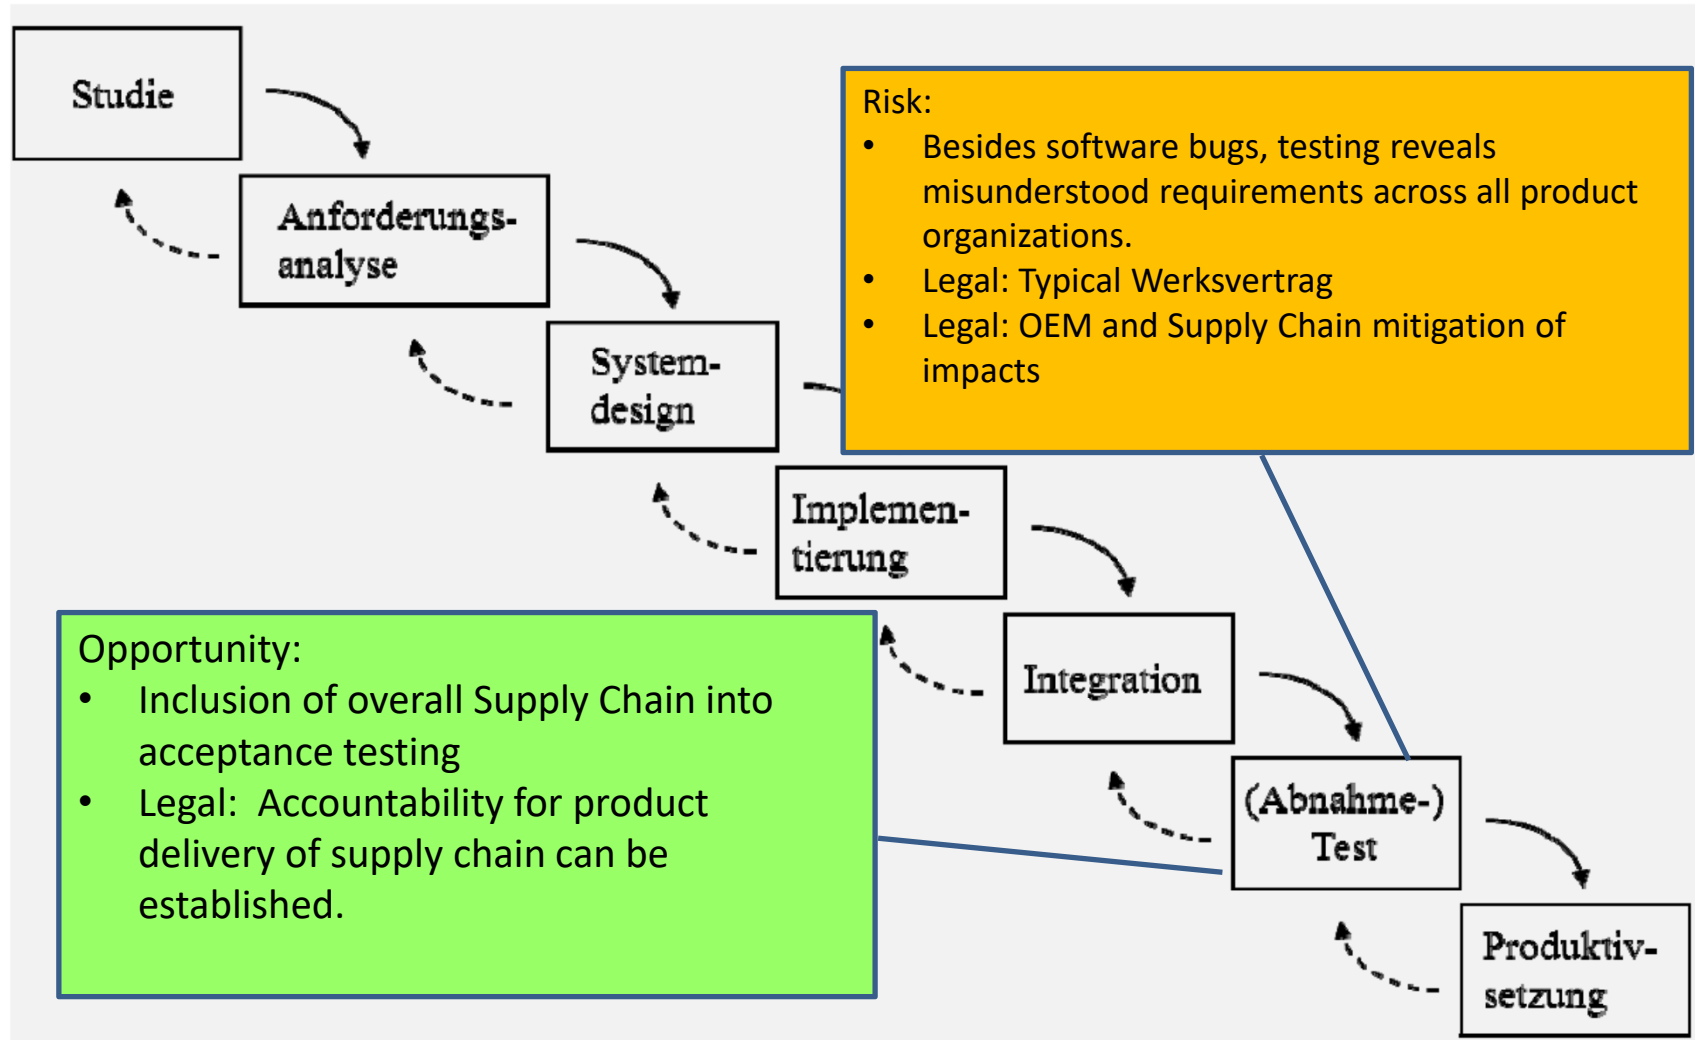 Studie
Anforderungs-
analyse
System-
design
Implemen-
tierung
Integration
(Abnahme-)
Test
Produktiv-
setzung
Risk:
• Besides software bugs, testing reveals
misunderstood requirements across all product
organizations.
• Legal: Typical Werksvertrag
• Legal: OEM and Supply Chain mitigation of
impacts
Opportunity:
• Inclusion of overall Supply Chain into
acceptance testing
• Legal:  Accountability for product
delivery of supply chain can be
established.